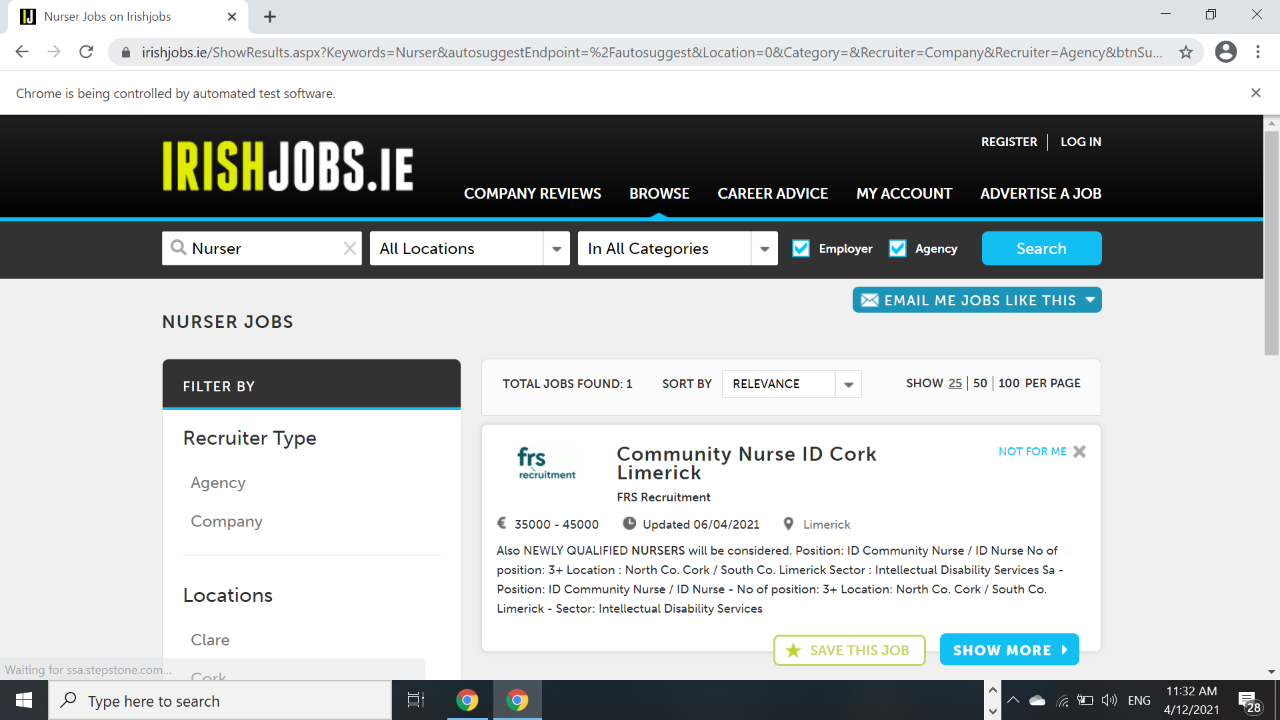 Nurser Jobs on Irishjobs
irishjobs.ie/ShowResults.aspx?Keywords=Nurser&autosuggestEndpoint=%2Fautosuggest&Location=0&Category=&Recruiter=Company&Recruiter=Agency&btnSu...
Chrome is being controlled by automated test software.
REGISTER LOG IN
IRISHJOBS.IE
COMPANY REVIEWS BROWSE CAREER ADVICE MY ACCOUNT ADVERTISE A JOB
Nurser All Locations In All Categories Employer Agency Search
EMAIL ME JOBS LIKE THIS
NURSER JOBS
FILTER BY
Recruiter Type
Agency
Company
Locations
Clare
Cork
TOTAL JOBS FOUND: 1 SORT BY RELEVANCE SHOW 25 50 100 PER PAGE
frs
recruitment
Community Nurse ID Cork
Limerick
NOT FOR ME
FRS Recruitment
€ 35000 - 45000 Updated 06/04/2021 Limerick
Also NEWLY QUALIFIED NURSERS will be considered. Position: ID Community Nurse / ID Nurse No of
position: 3+ Location : North Co. Cork / South Co. Limerick Sector : Intellectual Disability Services Sa -
Position: ID Community Nurse / ID Nurse - No of position: 3+ Location: North Co. Cork / South Co.
Limerick - Sector: Intellectual Disability Services
SAVE THIS JOB SHOW MORE
Waiting for ssa.stepstone.com...
Type here to search
ENG
11:32 AM
4/12/2021
28